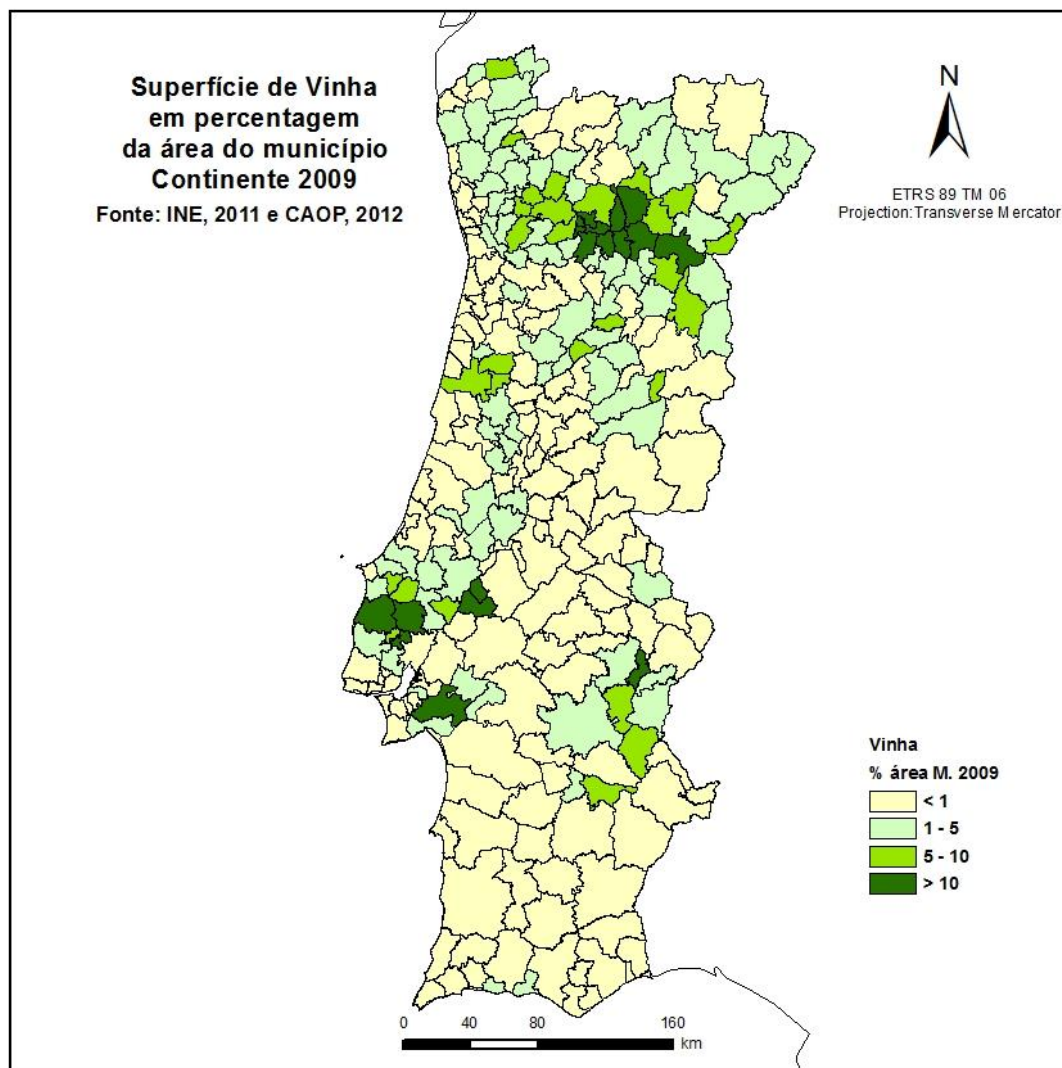 Superfície de Vinha
em percentagem
da área do município
Continente 2009
Fonte: INE, 2011 e CAOP, 2012
N
ETRS 89 TM 06
Projection:Transverse Mercator
Vinha
% área M. 2009
< 1
1 - 5
5 - 10
> 10
0 40 80 160
km